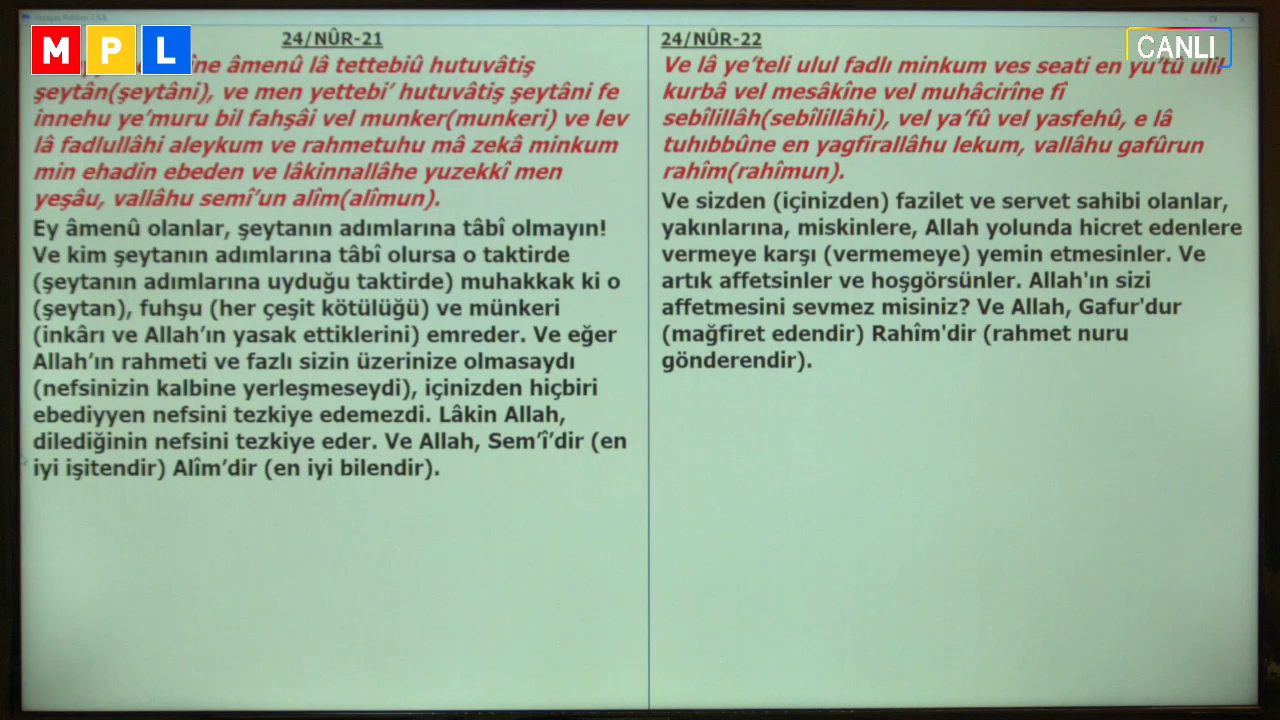 MPL
CANLI
24/NÛR-21
âmenû lâ tettebiû hutuvâtiş
şeytân(şeytâni), ve men yettebi’ hutuvâtiş şeytâni fe
innehu ye’muru bil fahşâi vel munker(munkeri) ve lev
lâ fadlullâhi aleykum ve rahmetuhu mâ zekâ minkum
min ehadin ebeden ve lâkinnallâhe yuzekkî men
yeşâu, vallâhu semî’un alîm(alîmun).
Ey âmenû olanlar, şeytanın adımlarına tâbî olmayın!
Ve kim şeytanın adımlarına tâbî olursa o taktirde
(şeytanın adımlarına uyduğu taktirde) muhakkak ki o
(şeytan), fuhşu (her çeşit kötülüğü) ve münkeri
(inkârı ve Allah’ın yasak ettiklerini) emreder. Ve eğer
Allah’ın rahmeti ve fazlı sizin üzerinize olmasaydı
(nefsinizin kalbine yerleşmeseydi), içinizden hiçbiri
ebediyyen nefsini tezkiye edemezdi. Lâkin Allah,
dilediğinin nefsini tezkiye eder. Ve Allah, Sem’î’dir (en
iyi işitendir) Alîm’dir (en iyi bilendir).
24/NÛR-22
Ve lâ ye’teli ulul fadlı minkum ves seati en yu’tû ulil
kurbâ vel mesâkîne vel muhâcirîne fî
sebîlillâh(sebîlillâhi), vel ya’fû vel yasfehû, e lâ
tuhıbbûne en yagfirallâhu lekum, vallâhu gafûrun
rahîm(rahîmun).
Ve sizden (içinizden) fazilet ve servet sahibi olanlar,
yakınlarına, miskinlere, Allah yolunda hicret edenlere
vermeye karşı (vermemeye) yemin etmesinler. Ve
artık affetsinler ve hoşgörsünler. Allah'ın sizi
affetmesini sevmez misiniz? Ve Allah, Gafur'dur
(mağfiret edendir) Rahîm'dir (rahmet nuru
gönderendir).